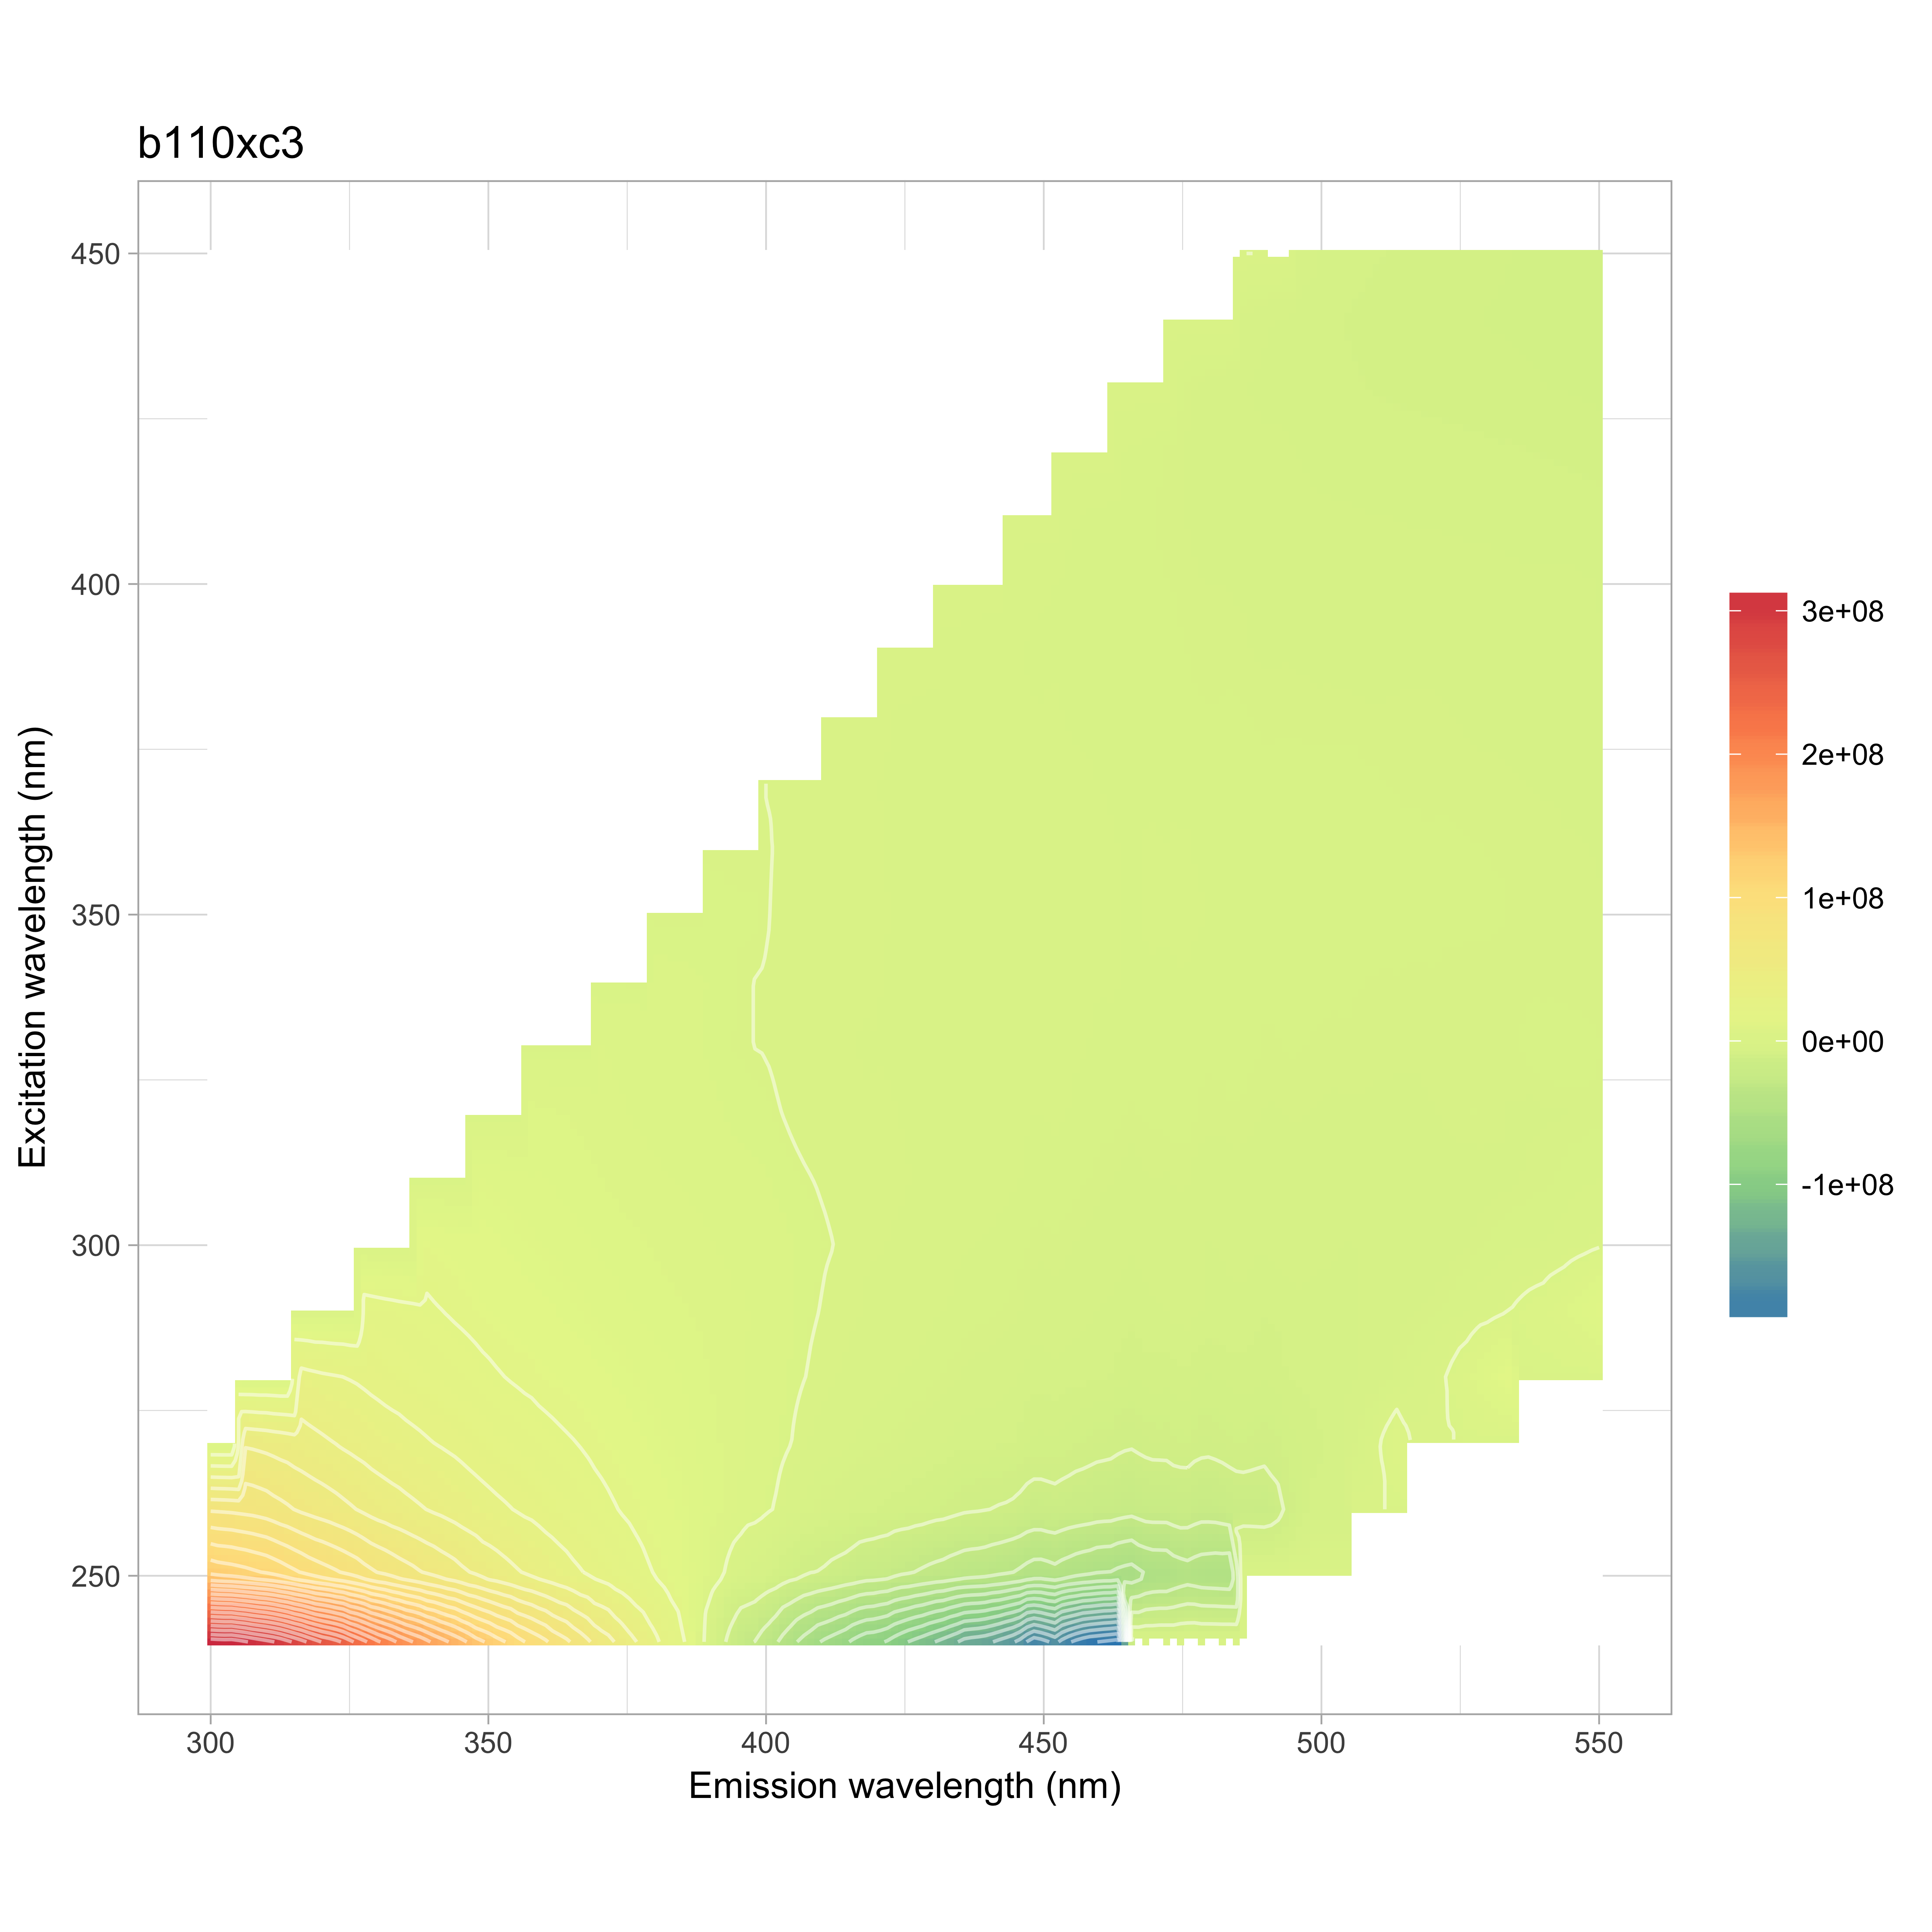 b110xc3
450
400
350
300
250
Excitation wavelength (nm)
300
350
400
450
500
550
Emission wavelength (nm)
3e+08
2e+08
1e+08
0e+00
-1e+08